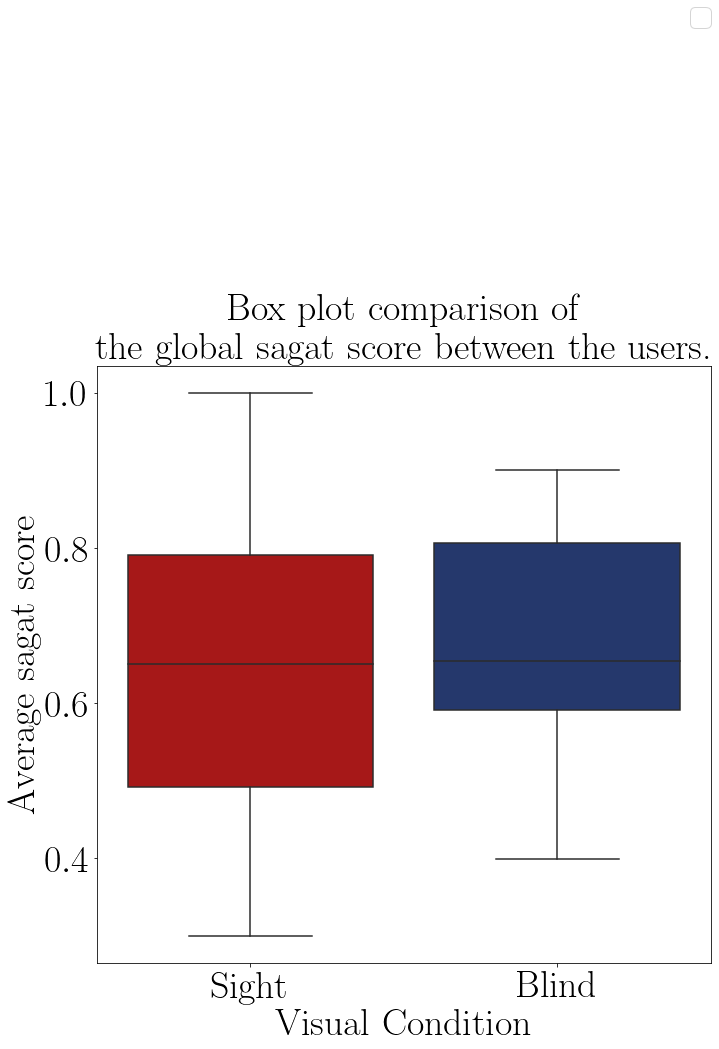 Box plot comparison of
the global sagat score between the users.
1.0
0.8
0.6
0.4
Average sagat score
Sight
Blind
Visual Condition